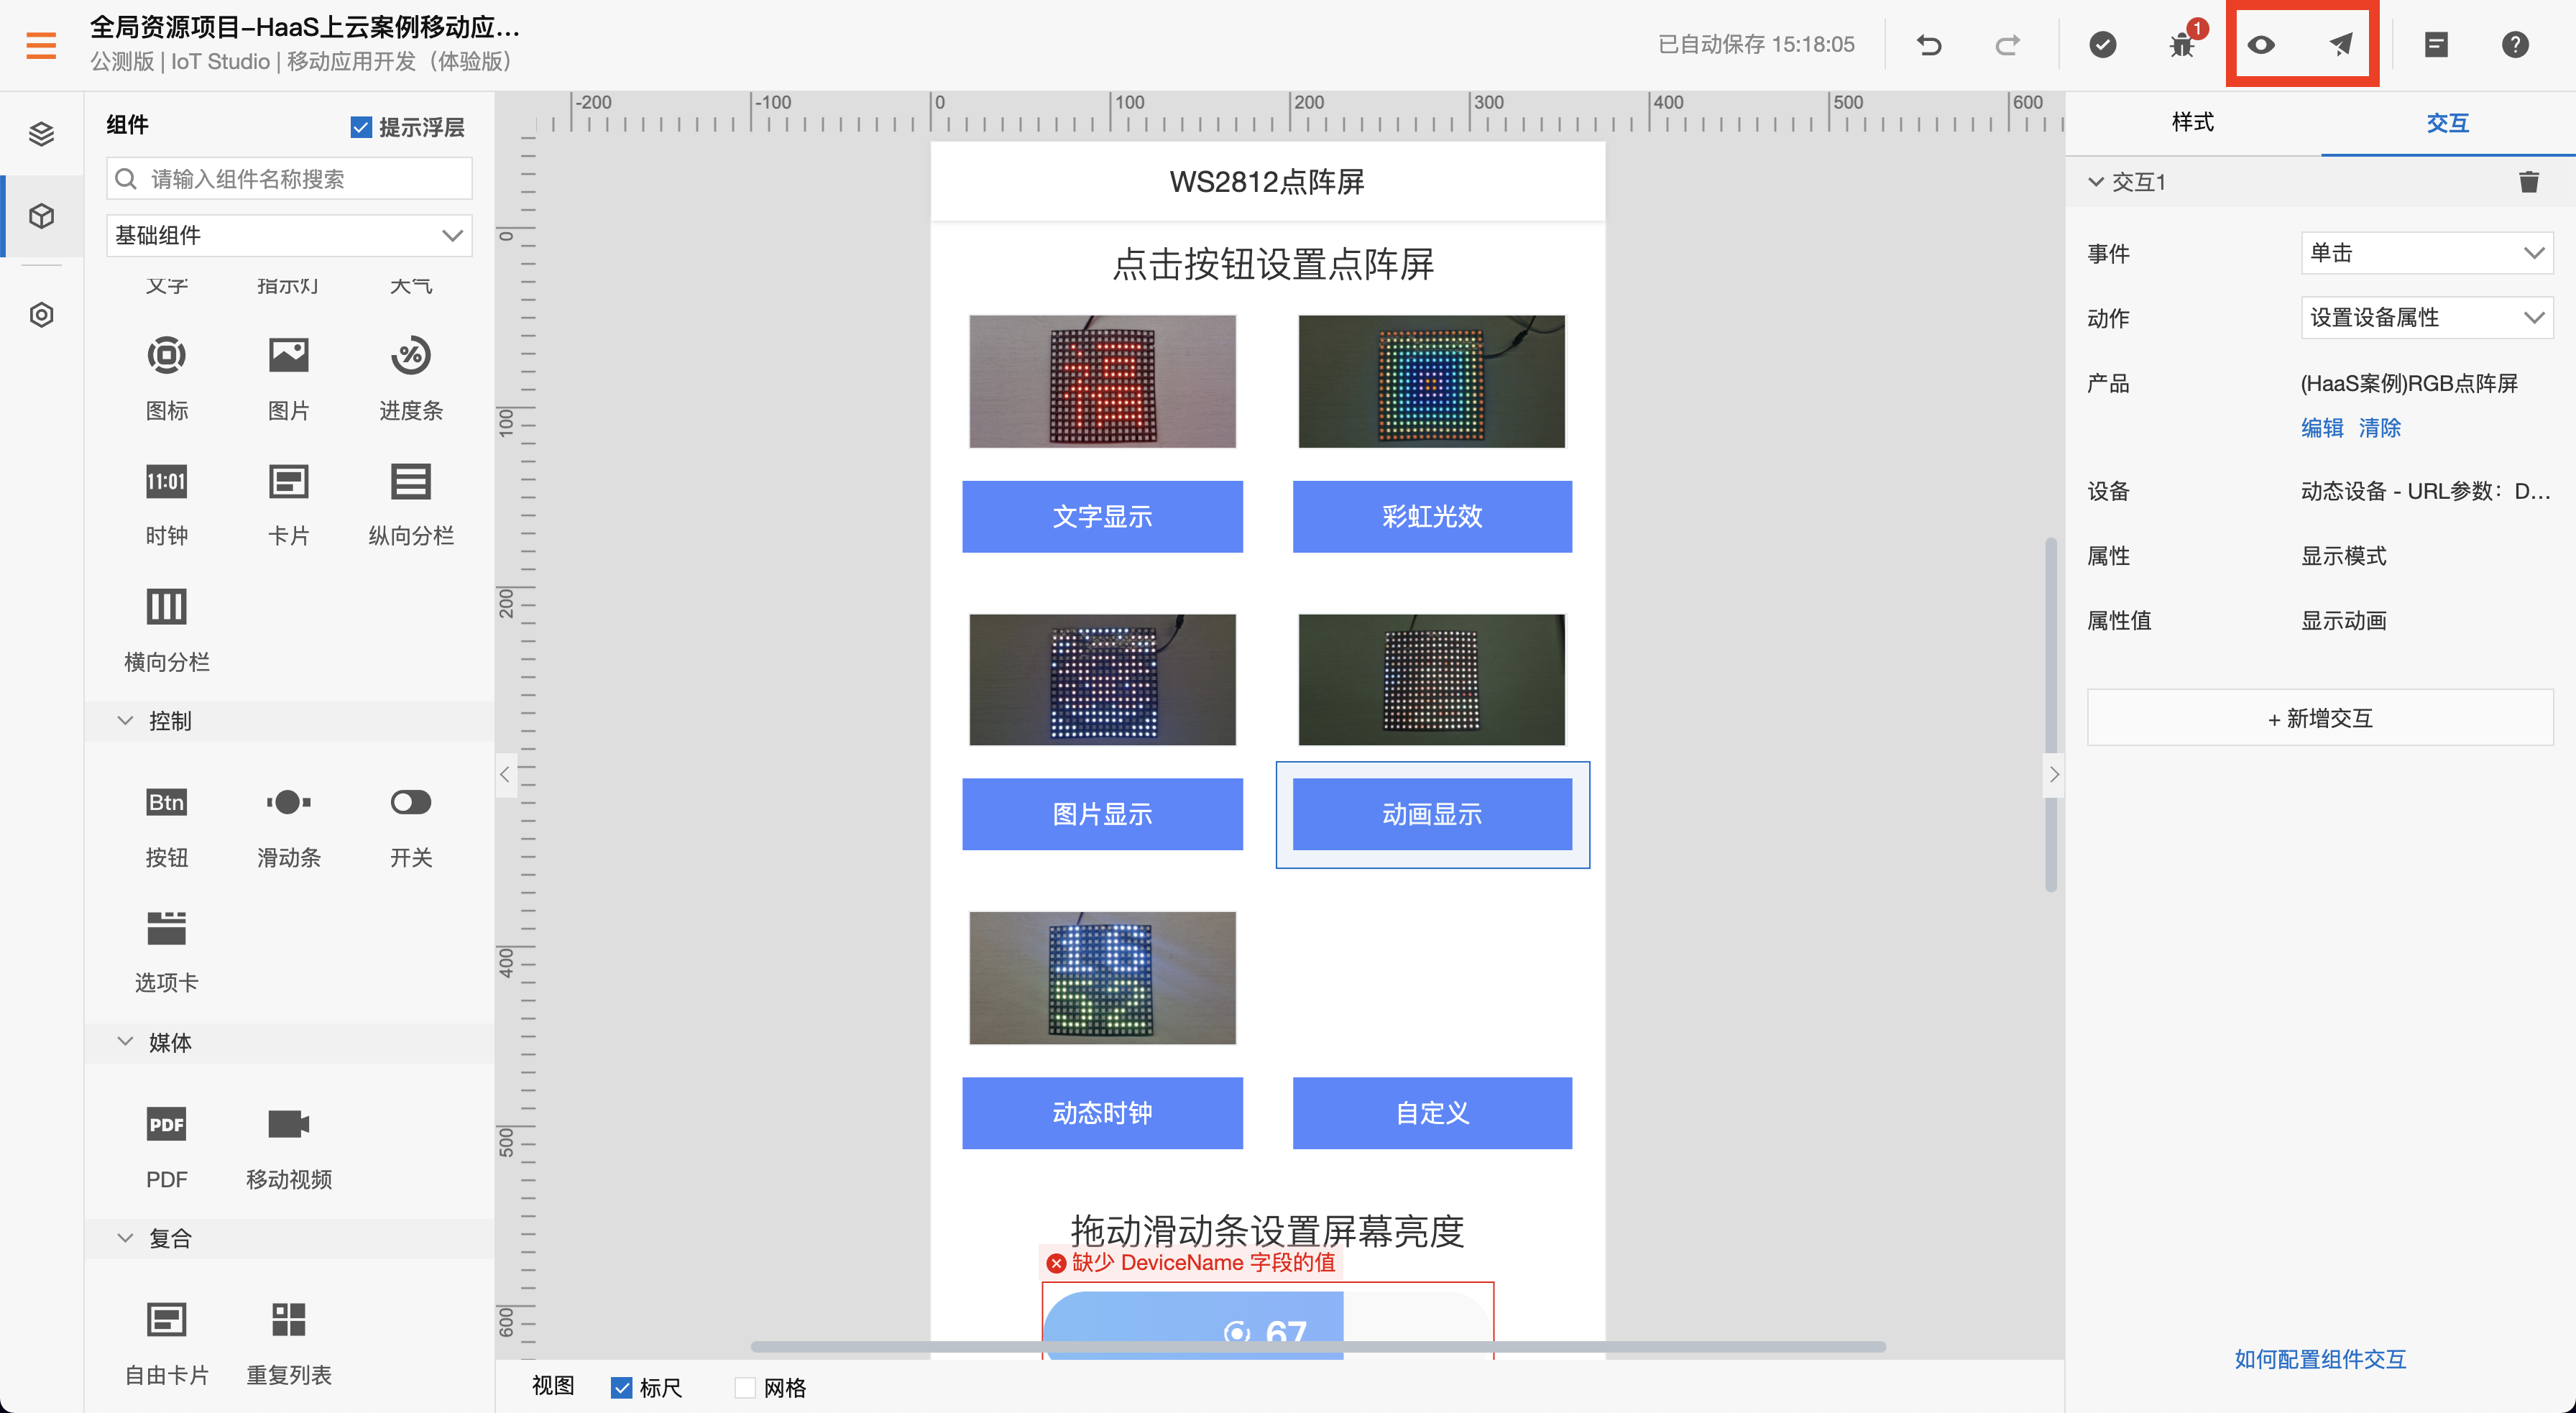 全局资源项目-HaaS上云案例移动应...
公测版 | IoT Studio | 移动应用开发（体验版）
已自动保存 15:18:05
1
组件
提示浮层
请输入组件名称搜索
基础组件
文字 指示灯 天气
图标 图片 进度条
11:01
时钟 卡片 纵向分栏
横向分栏
控制
Btn
按钮 滑动条 开关
选项卡
媒体
PDF
PDF 移动视频
复合
自由卡片 重复列表
-200 -100 0 100 200 300 400 500 600
0
100
200
400
500
600
WS2812点阵屏
点击按钮设置点阵屏
福
文字显示 彩虹光效
图片显示 动画显示
16
52
动态时钟 自定义
拖动滑动条设置屏幕亮度
缺少 DeviceName 字段的值
67
视图 标尺 网格
样式 交互
交互1
事件 单击
动作 设置设备属性
产品 (HaaS案例)RGB点阵屏
编辑 清除
设备 动态设备 - URL参数：D...
属性 显示模式
属性值 显示动画
+ 新增交互
如何配置组件交互